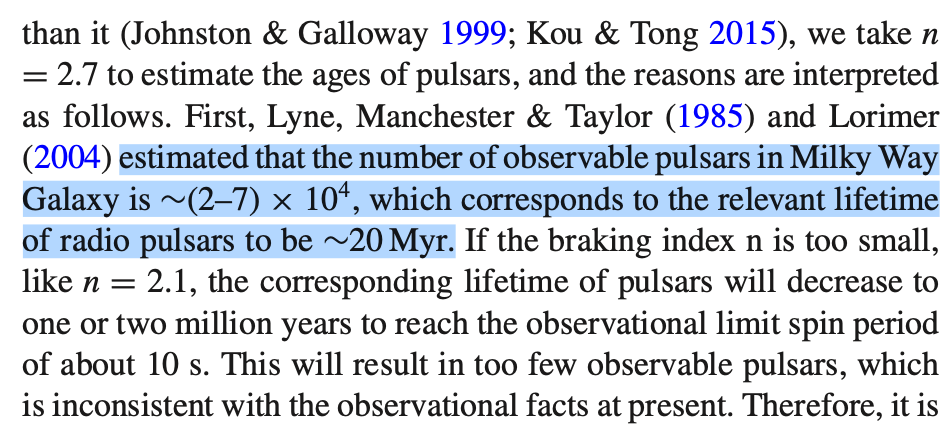 than it (Johnston & Galloway 1999; Kou & Tong 2015), we take n
= 2.7 to estimate the ages of pulsars, and the reasons are interpreted
as follows. First, Lyne, Manchester & Taylor (1985) and Lorimer
(2004) estimated that the number of observable pulsars in Milky Way
Galaxy is ∼(2–7) × 10⁴, which corresponds to the relevant lifetime
of radio pulsars to be ∼20 Myr. If the braking index n is too small,
like n = 2.1, the corresponding lifetime of pulsars will decrease to
one or two million years to reach the observational limit spin period
of about 10 s. This will result in too few observable pulsars, which
is inconsistent with the observational facts at present. Therefore, it is